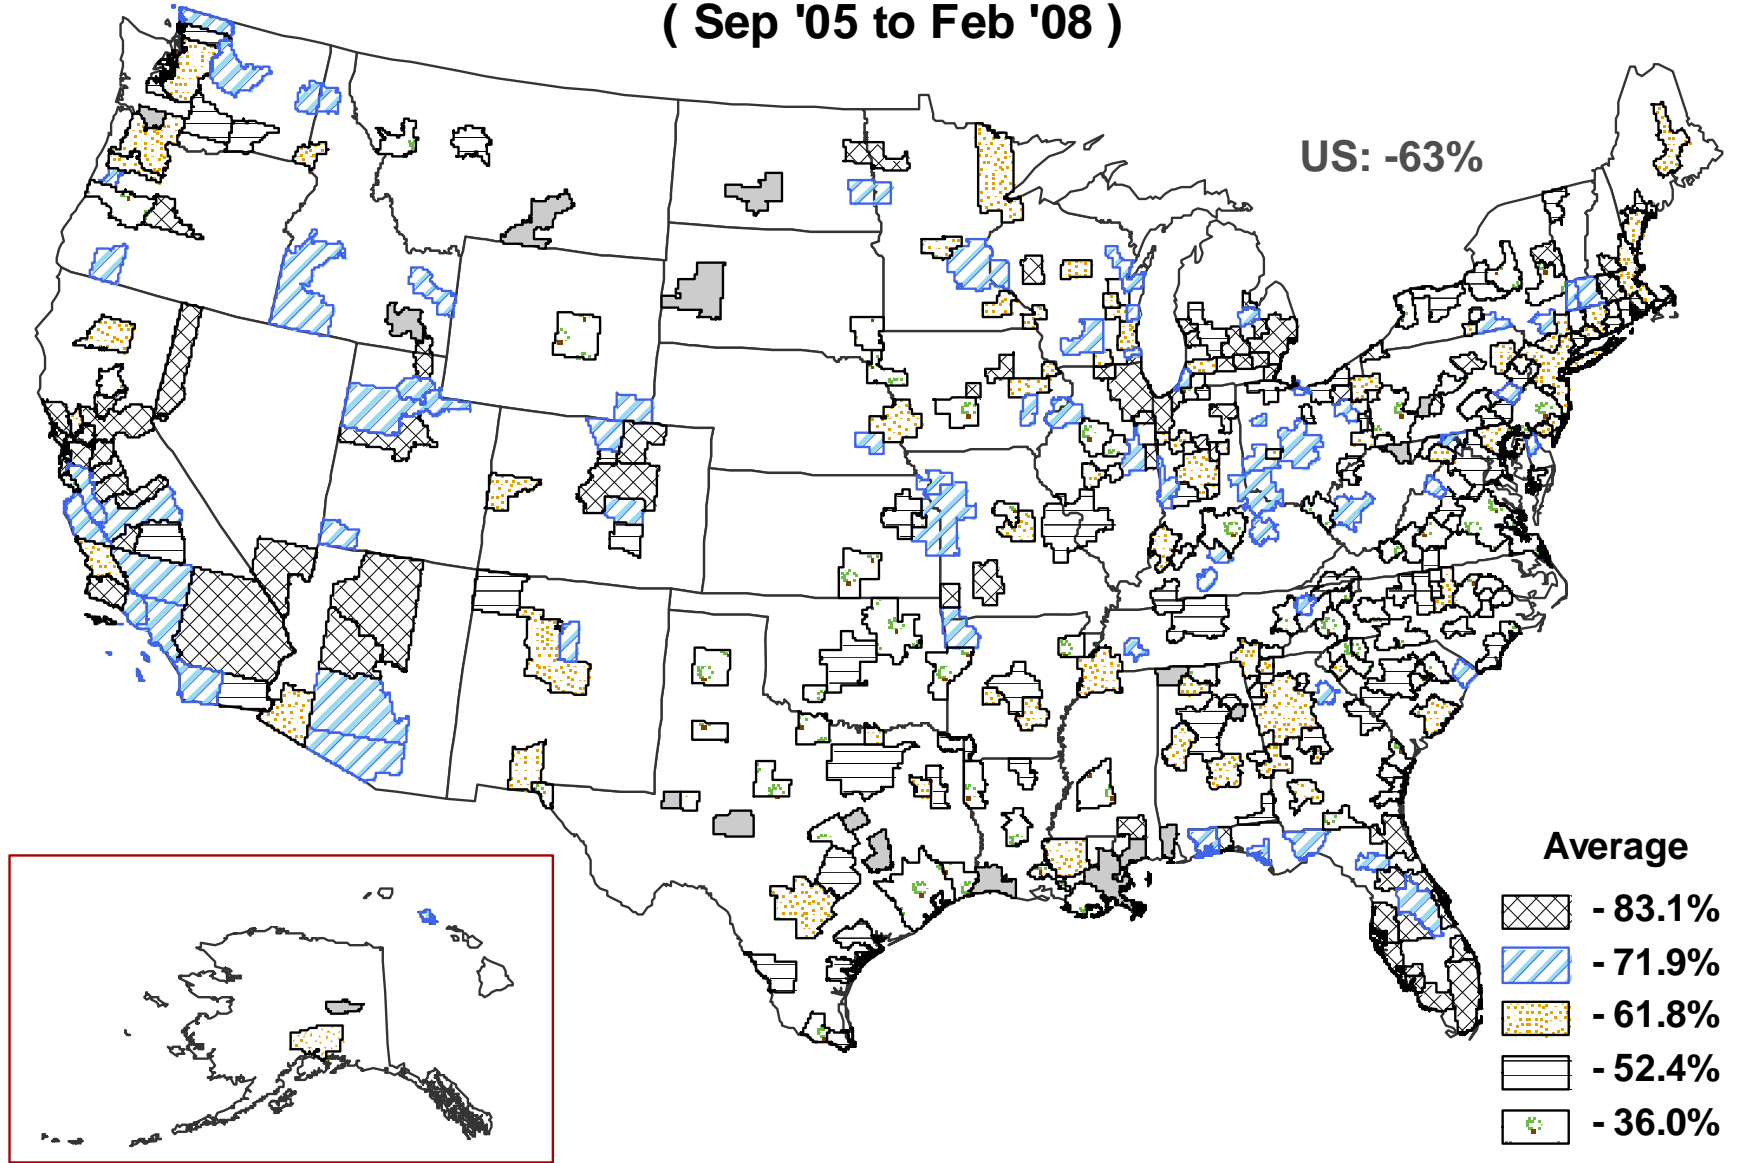 ( Sep '05 to Feb '08 )
US: -63%
Average
- 83.1%
- 71.9%
- 61.8%
- 52.4%
- 36.0%